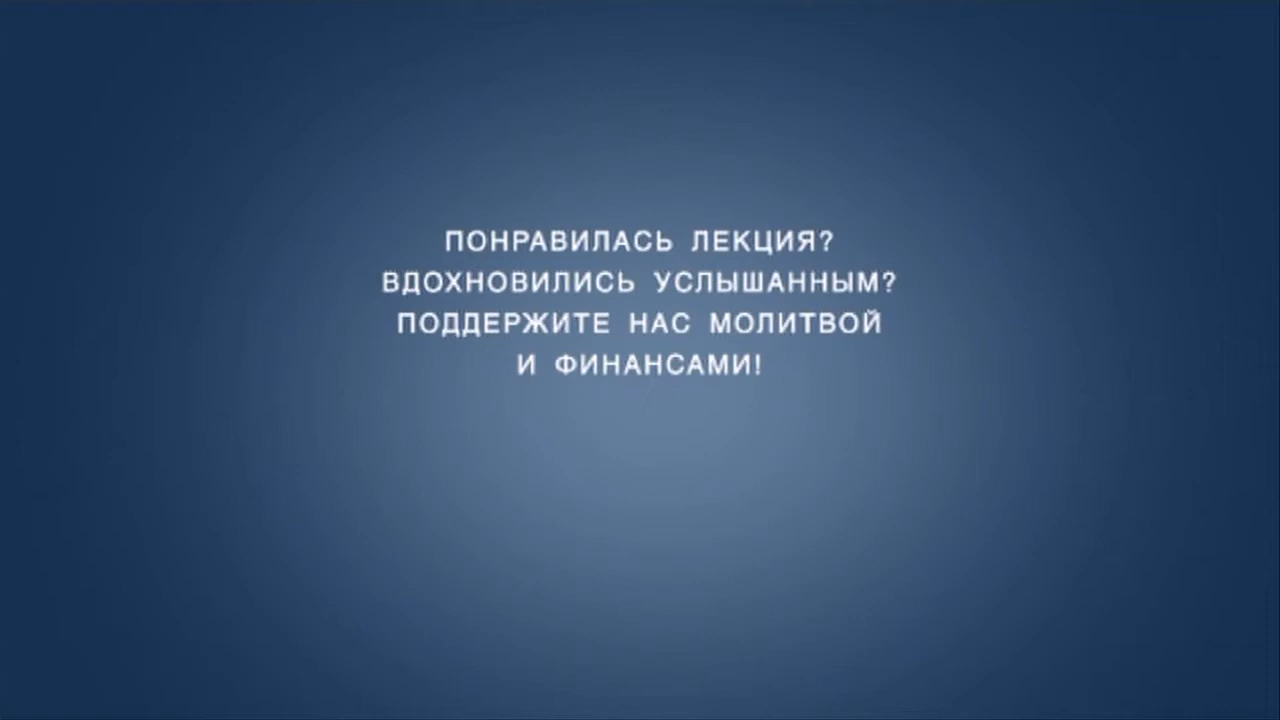 ПОНРАВИЛАСЬ ЛЕКЦИЯ?
ВДОХНОВИЛИСЬ УСЛЫШАННЫМ?
ПОДДЕРЖИТЕ НАС МОЛИТВОЙ
И ФИНАНСАМИ!